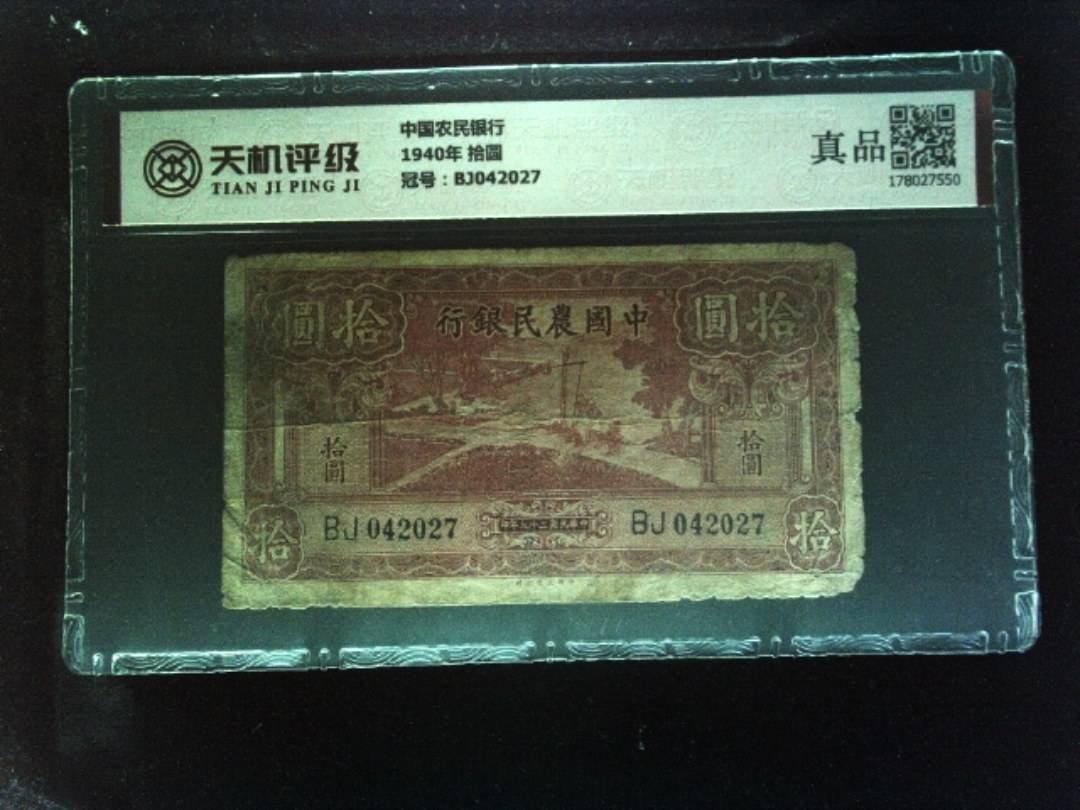 天机评级
TIAN JI PING JI
中国农民银行
1940年 拾圆
冠号：BJ042027
真品
178027550
圓拾
行銀民農國中
圓拾
拾圓
拾圓
BJ 042027
BJ 042027
拾
拾